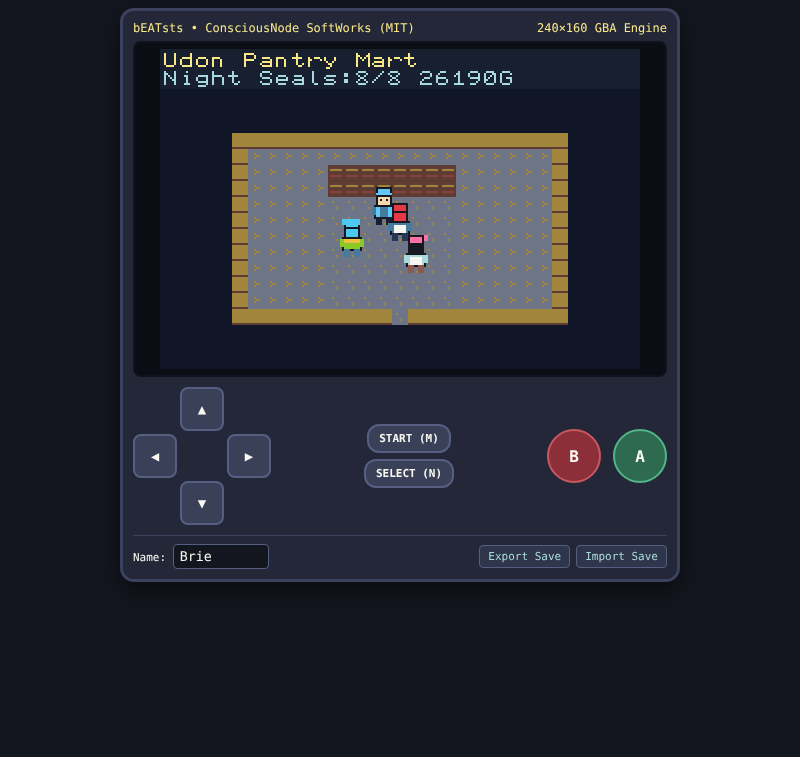 bEATsts • ConsciousNode SoftWorks (MIT)
240×160 GBA Engine
Udon Pantry Mart
Night Seals:8/8 26190G
▲
◀
▶
▼
START (M)
SELECT (N)
B
A
Name:
Brie
Export Save
Import Save